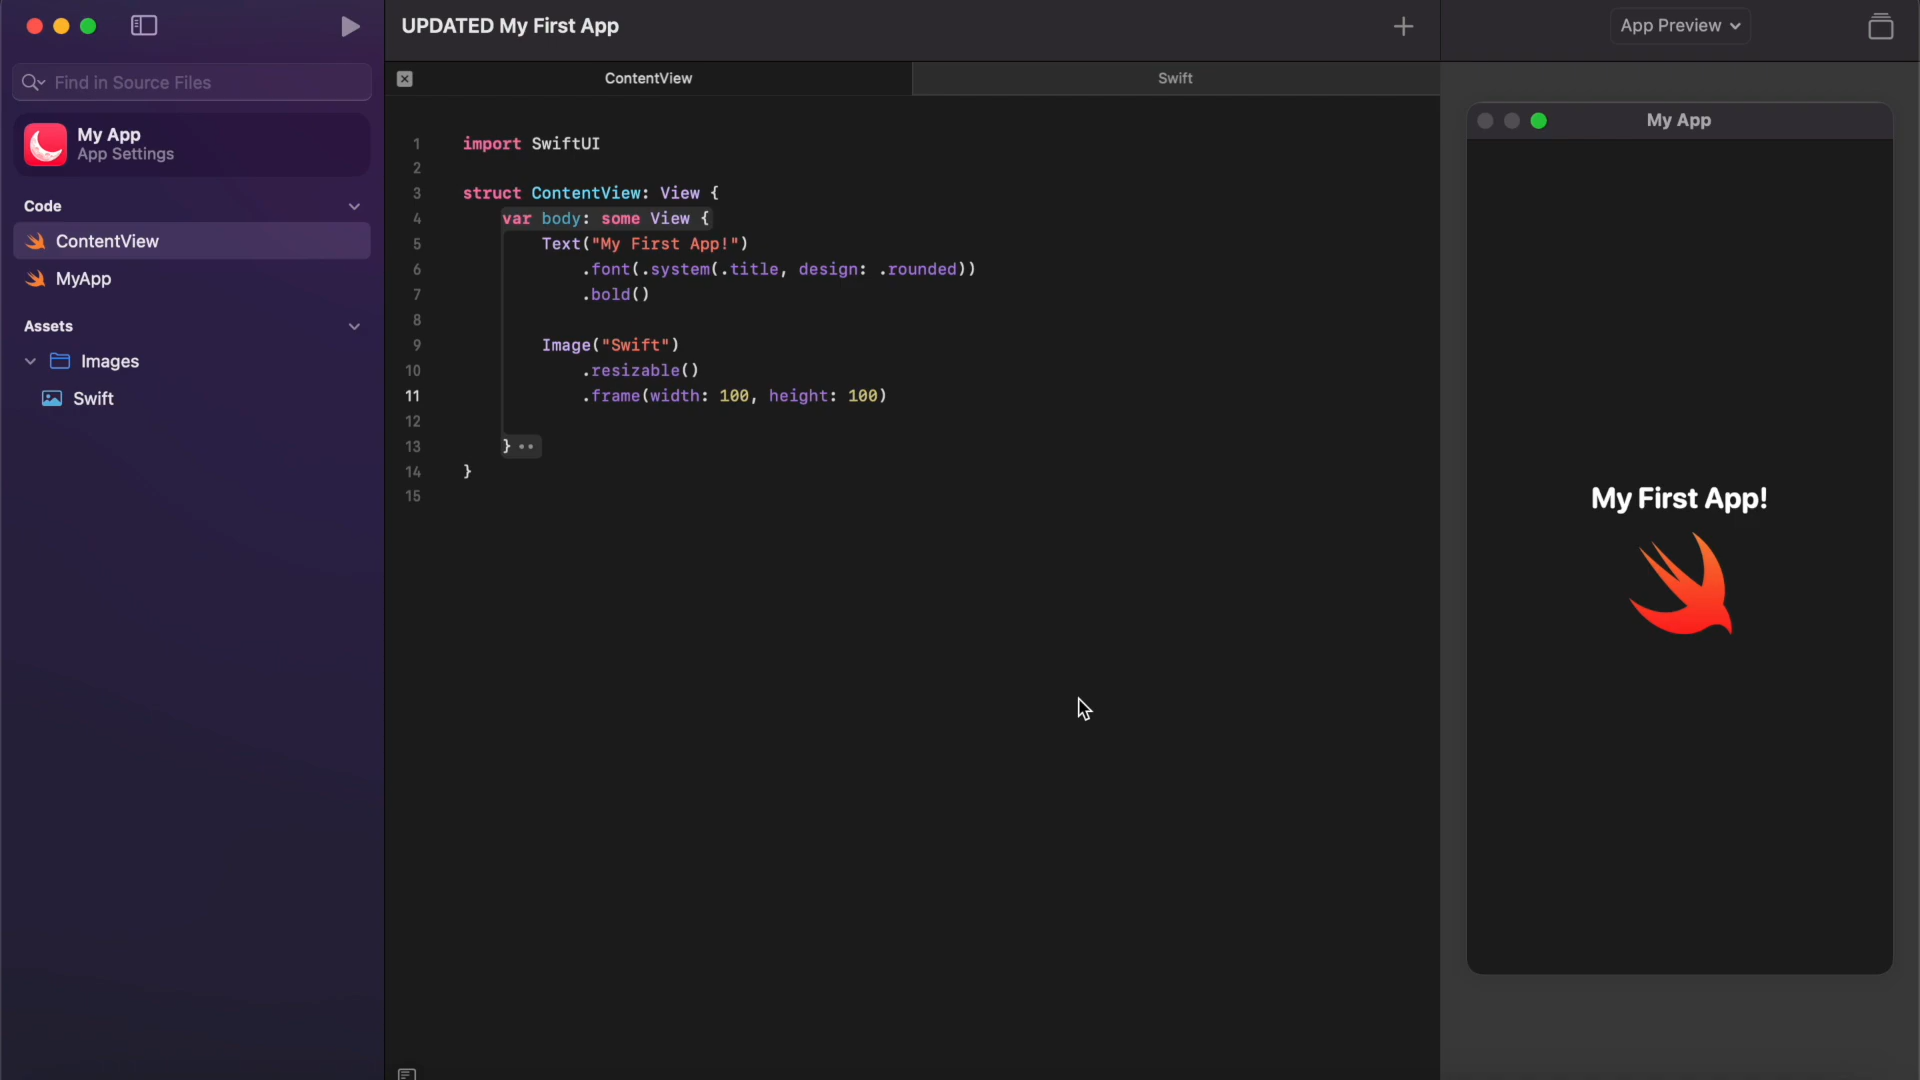 UPDATED My First App
App Preview
Find in Source Files
My App
App Settings
Code
ContentView
MyApp
Assets
Images
Swift
ContentView
Swift
1 import SwiftUI
2
3 struct ContentView: View {
4 var body: some View {
5 Text("My First App!")
6 .font(.system(.title, design: .rounded))
7 .bold()
8
9 Image("Swift")
10 .resizable()
11 .frame(width: 100, height: 100)
12
13 }
14 }
15
My App
My First App!